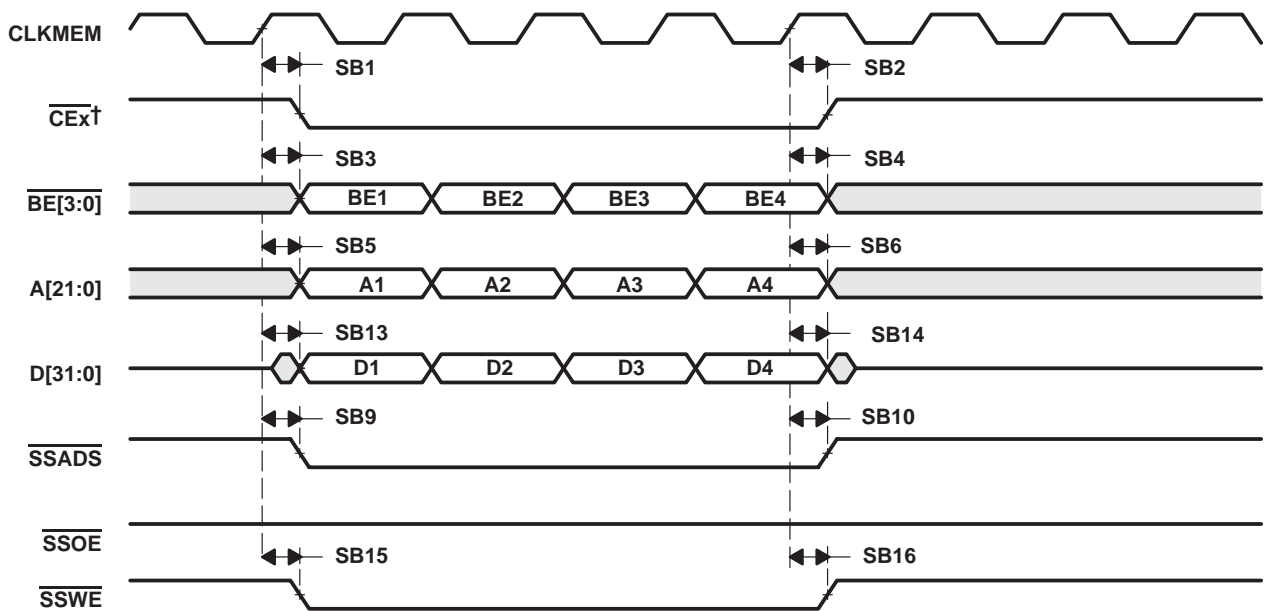 CLKMEM
SB1 SB2
CEx†
SB3 SB4
BE[3:0] BE1 BE2 BE3 BE4
SB5 SB6
A[21:0] A1 A2 A3 A4
SB13 SB14
D[31:0] D1 D2 D3 D4
SB9 SB10
SSADS
SSOE
SB15 SB16
SSWE